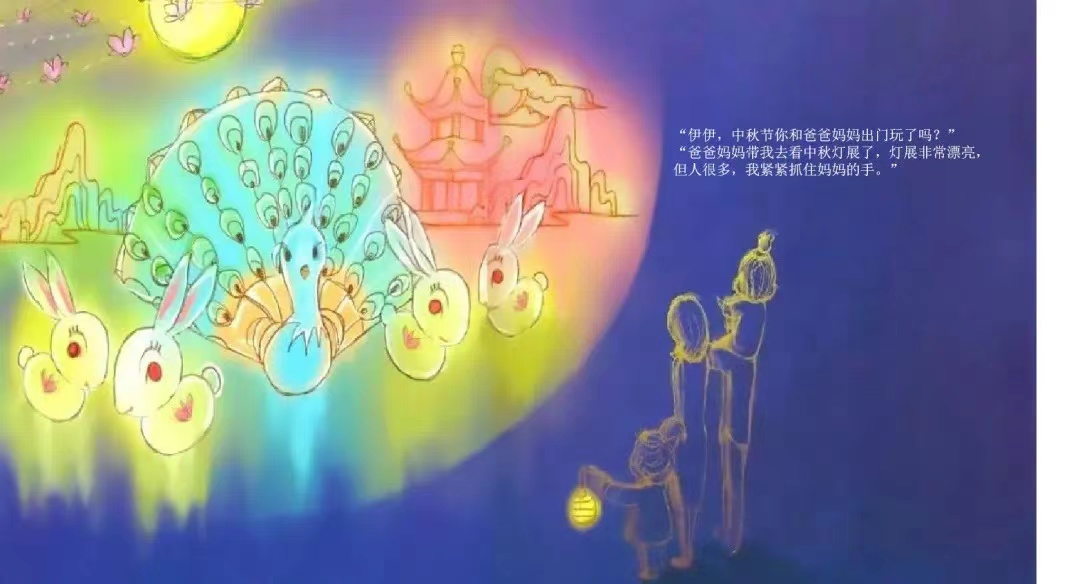 “伊伊，中秋节你和爸爸妈妈出门玩了吗？”
“爸爸妈妈带我去看中秋灯展了，灯展非常漂亮，
但人很多，我紧紧抓住妈妈的手。”